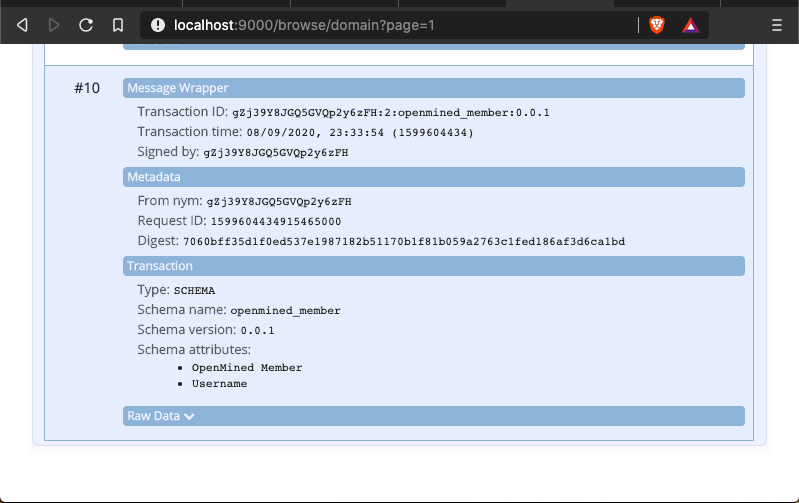 localhost:9000/browse/domain?page=1
#10
Message Wrapper
Transaction ID: gZj39Y8JGQ5GVQp2y6zFH:2:openmined_member:0.0.1
Transaction time: 08/09/2020, 23:33:54 (1599604434)
Signed by: gZj39Y8JGQ5GVQp2y6zFH
Metadata
From nym: gZj39Y8JGQ5GVQp2y6zFH
Request ID: 1599604434915465000
Digest: 7060bff35d1f0ed537e1987182b51170b1f81b059a2763c1fed186af3d6ca1bd
Transaction
Type: SCHEMA
Schema name: openmined_member
Schema version: 0.0.1
Schema attributes:
• OpenMined Member
• Username
Raw Data